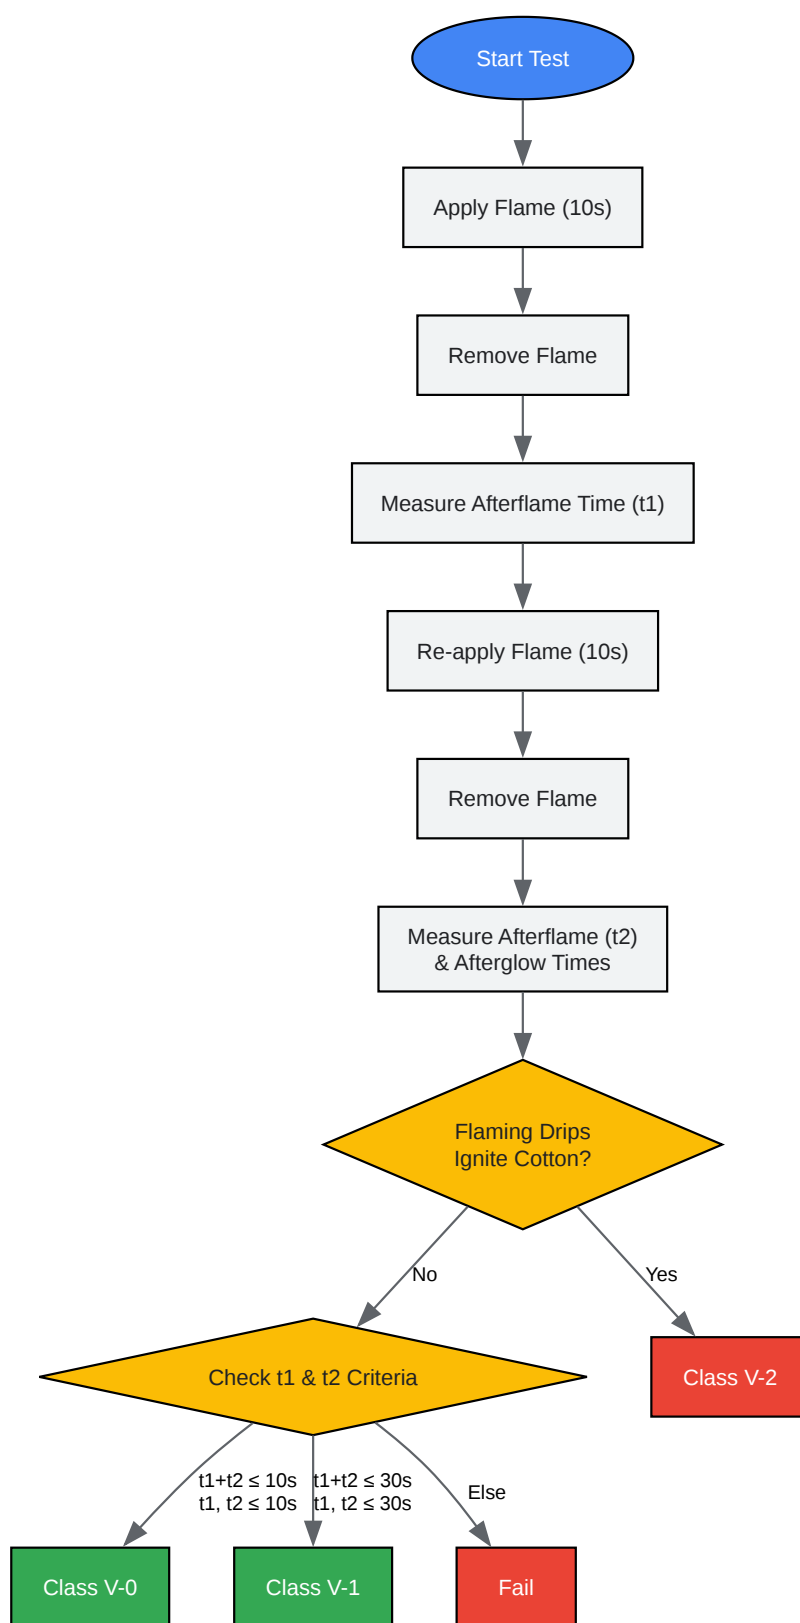 Start Test
Apply Flame (10s)
Remove Flame
Measure Afterflame Time (t1)
Re-apply Flame (10s)
Remove Flame
Measure Afterflame (t2)
& Afterglow Times
Flaming Drips
Ignite Cotton?
No
Yes
Check t1 & t2 Criteria
Class V-2
t1+t2 ≤ 10s
t1, t2 ≤ 10s
t1+t2 ≤ 30s
t1, t2 ≤ 30s
Else
Class V-0
Class V-1
Fail